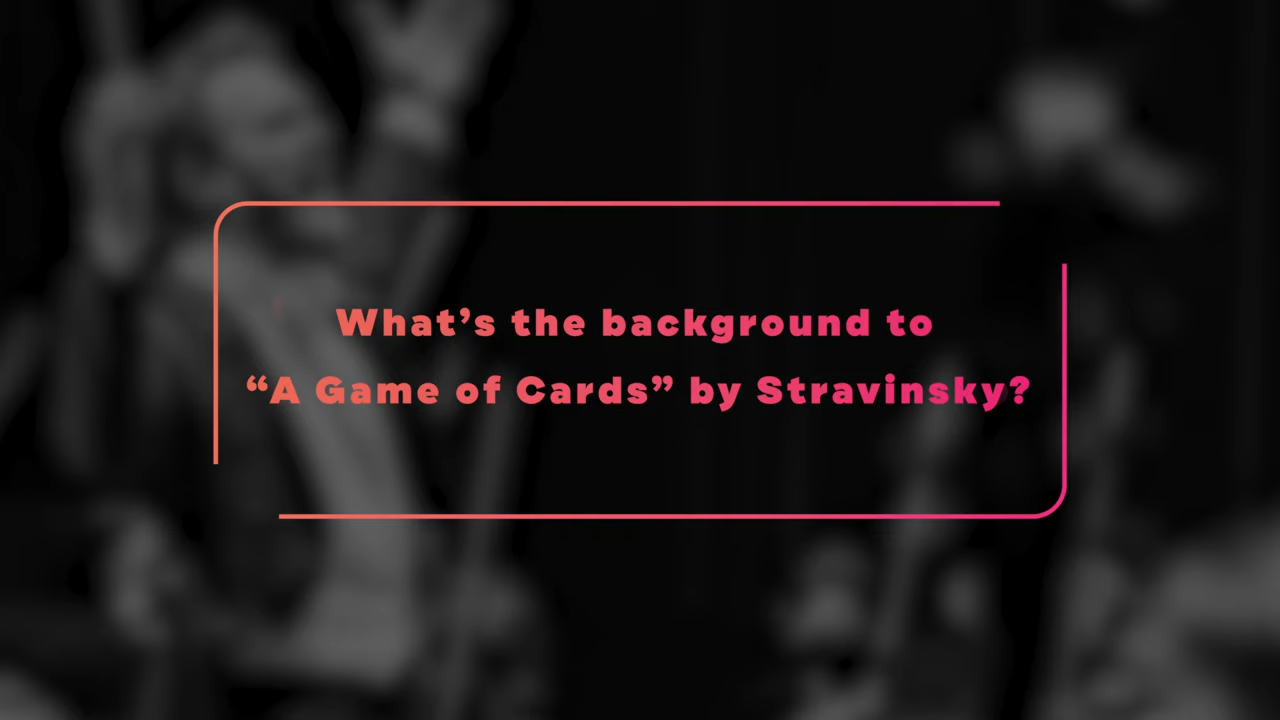 What’s the background to
“A Game of Cards” by Stravinsky?